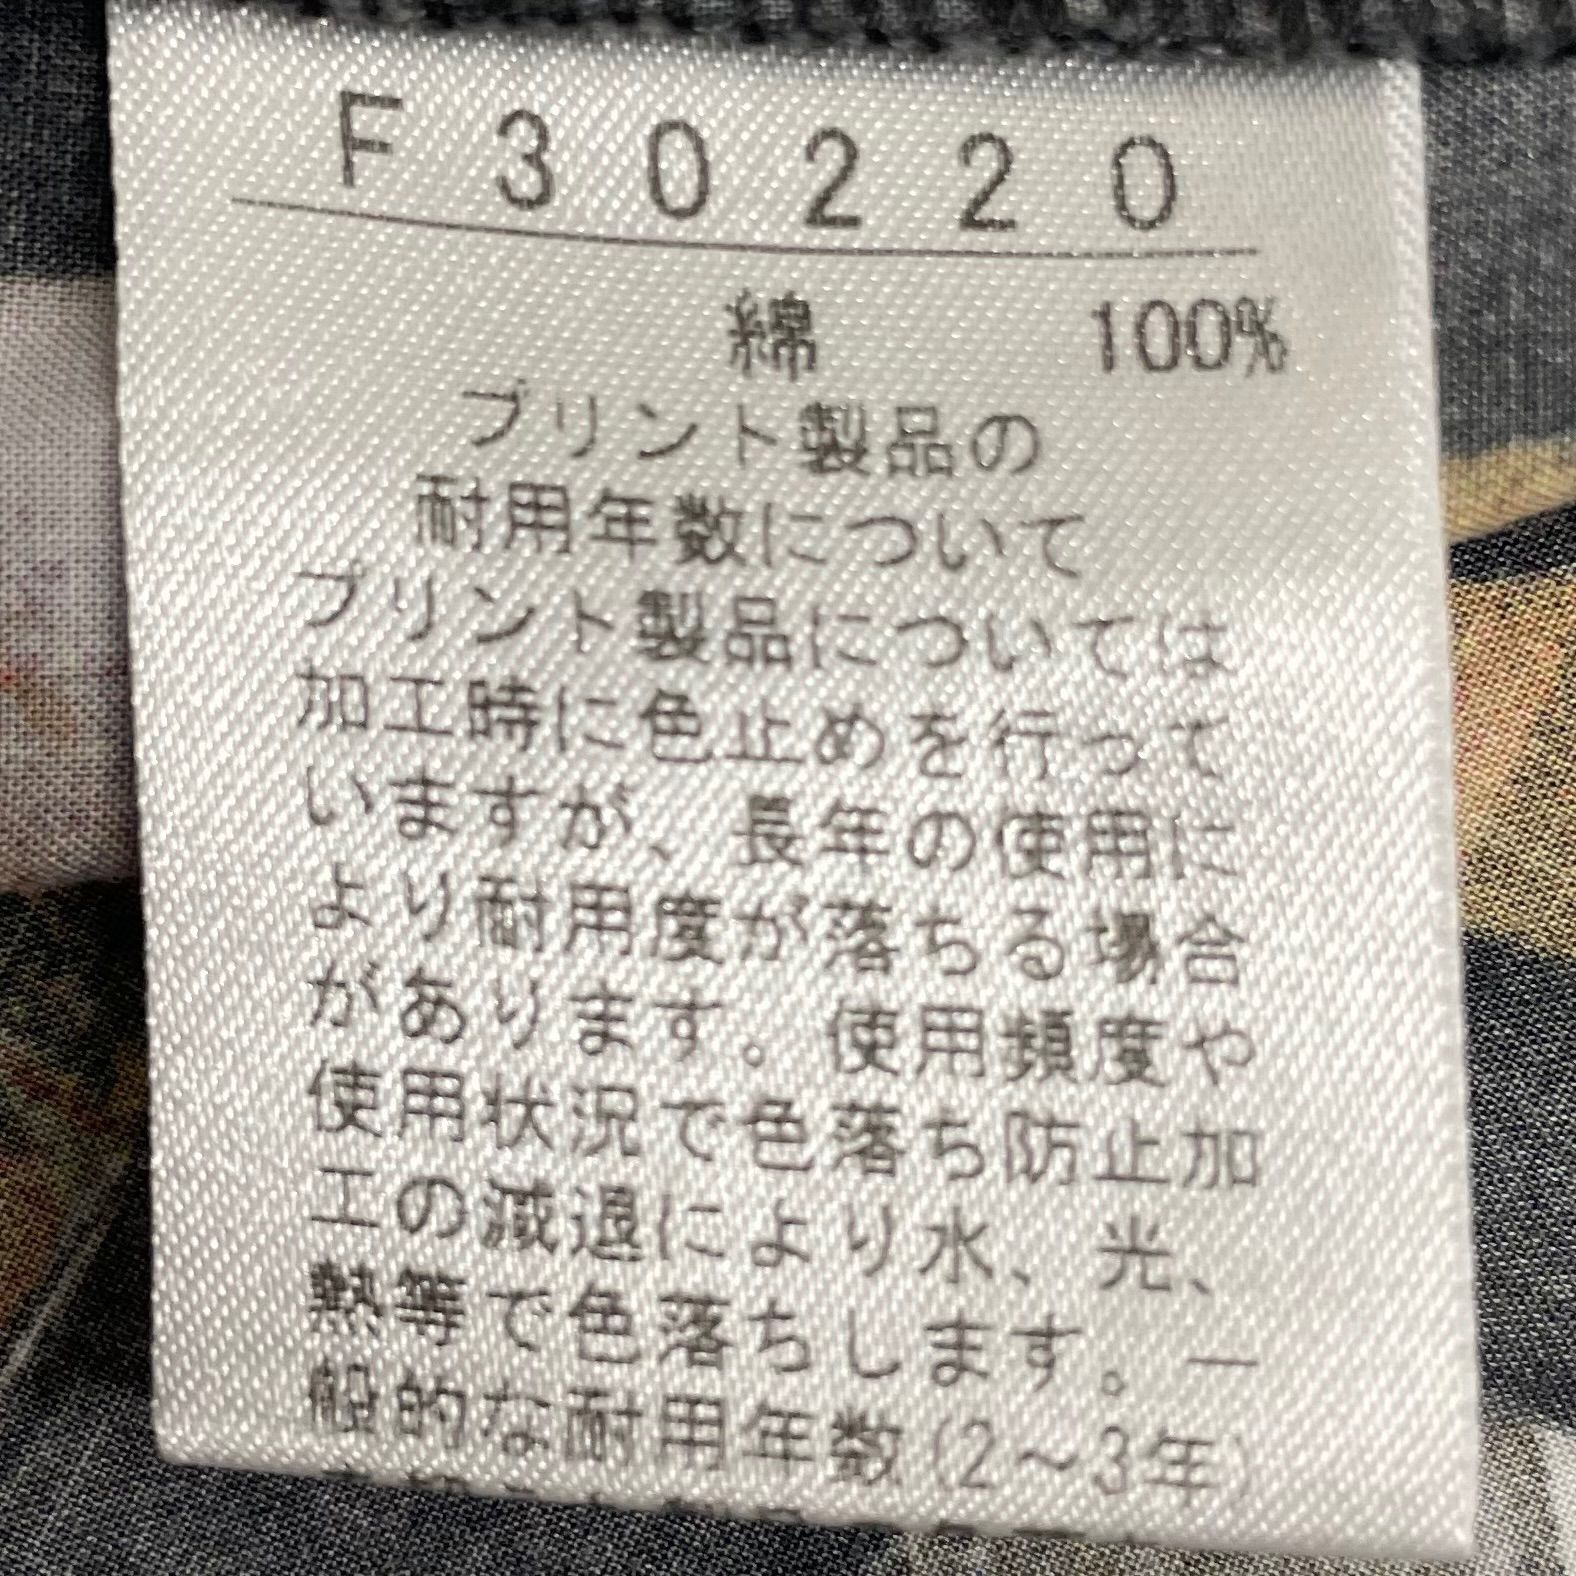 F30220
綿 100%
プリント製品の
耐用年数について
プリント製品については
加工時に色止めを行って
いますが、長年の使用に
より耐用度が落ちる場合
があります。使用頻度や
使用状況で色落ち防止加
工の減退により水、光、
熱等で色落ちします。一
般的な耐用年数(2～3年)